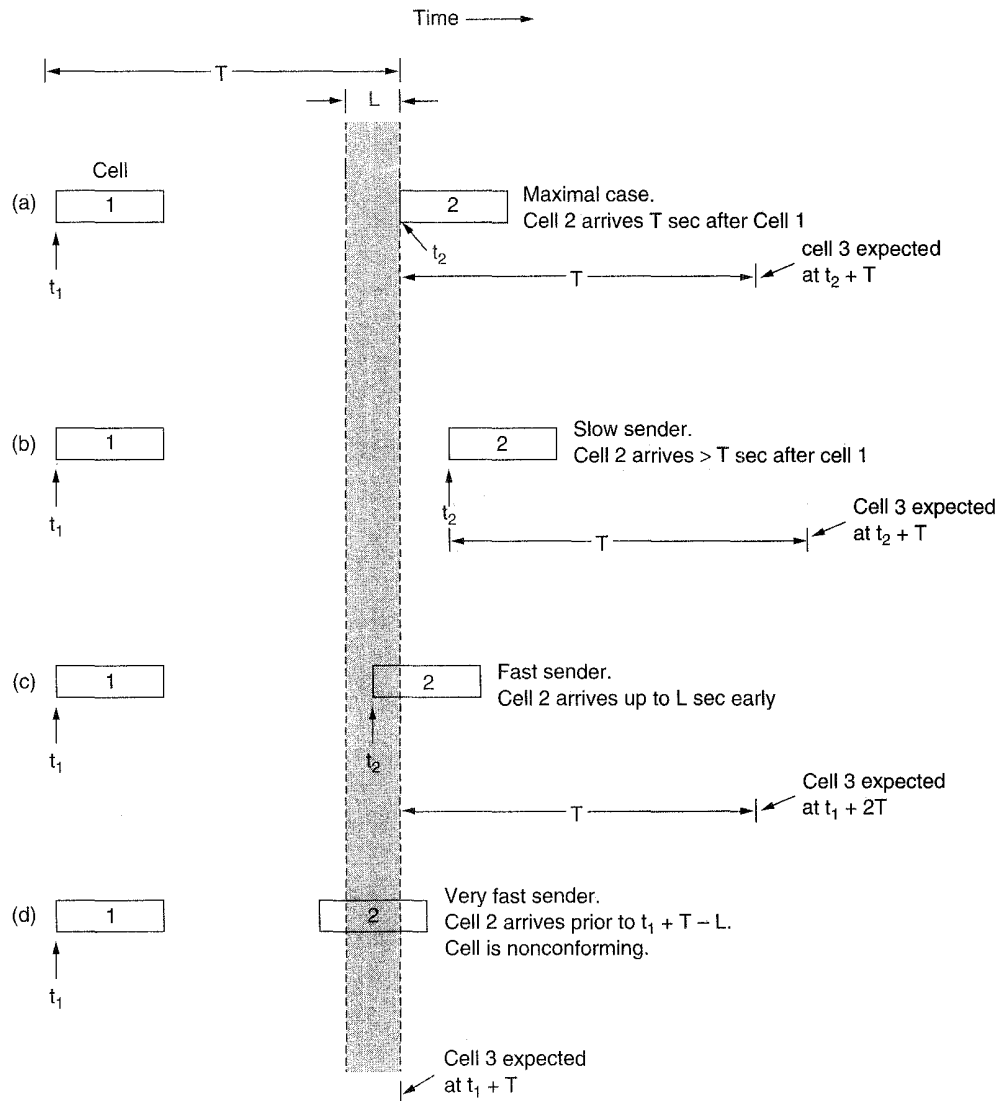 Time
T
L
Cell
(a)
1
2
Maximal case.
Cell 2 arrives T sec after Cell 1
t1
t2
T
cell 3 expected
at t2 + T
(b)
1
2
Slow sender.
Cell 2 arrives > T sec after cell 1
t1
t2
T
Cell 3 expected
at t2 + T
(c)
1
2
Fast sender.
Cell 2 arrives up to L sec early
t1
t2
T
Cell 3 expected
at t1 + 2T
(d)
1
2
Very fast sender.
Cell 2 arrives prior to t1 + T – L.
Cell is nonconforming.
t1
Cell 3 expected
at t1 + T